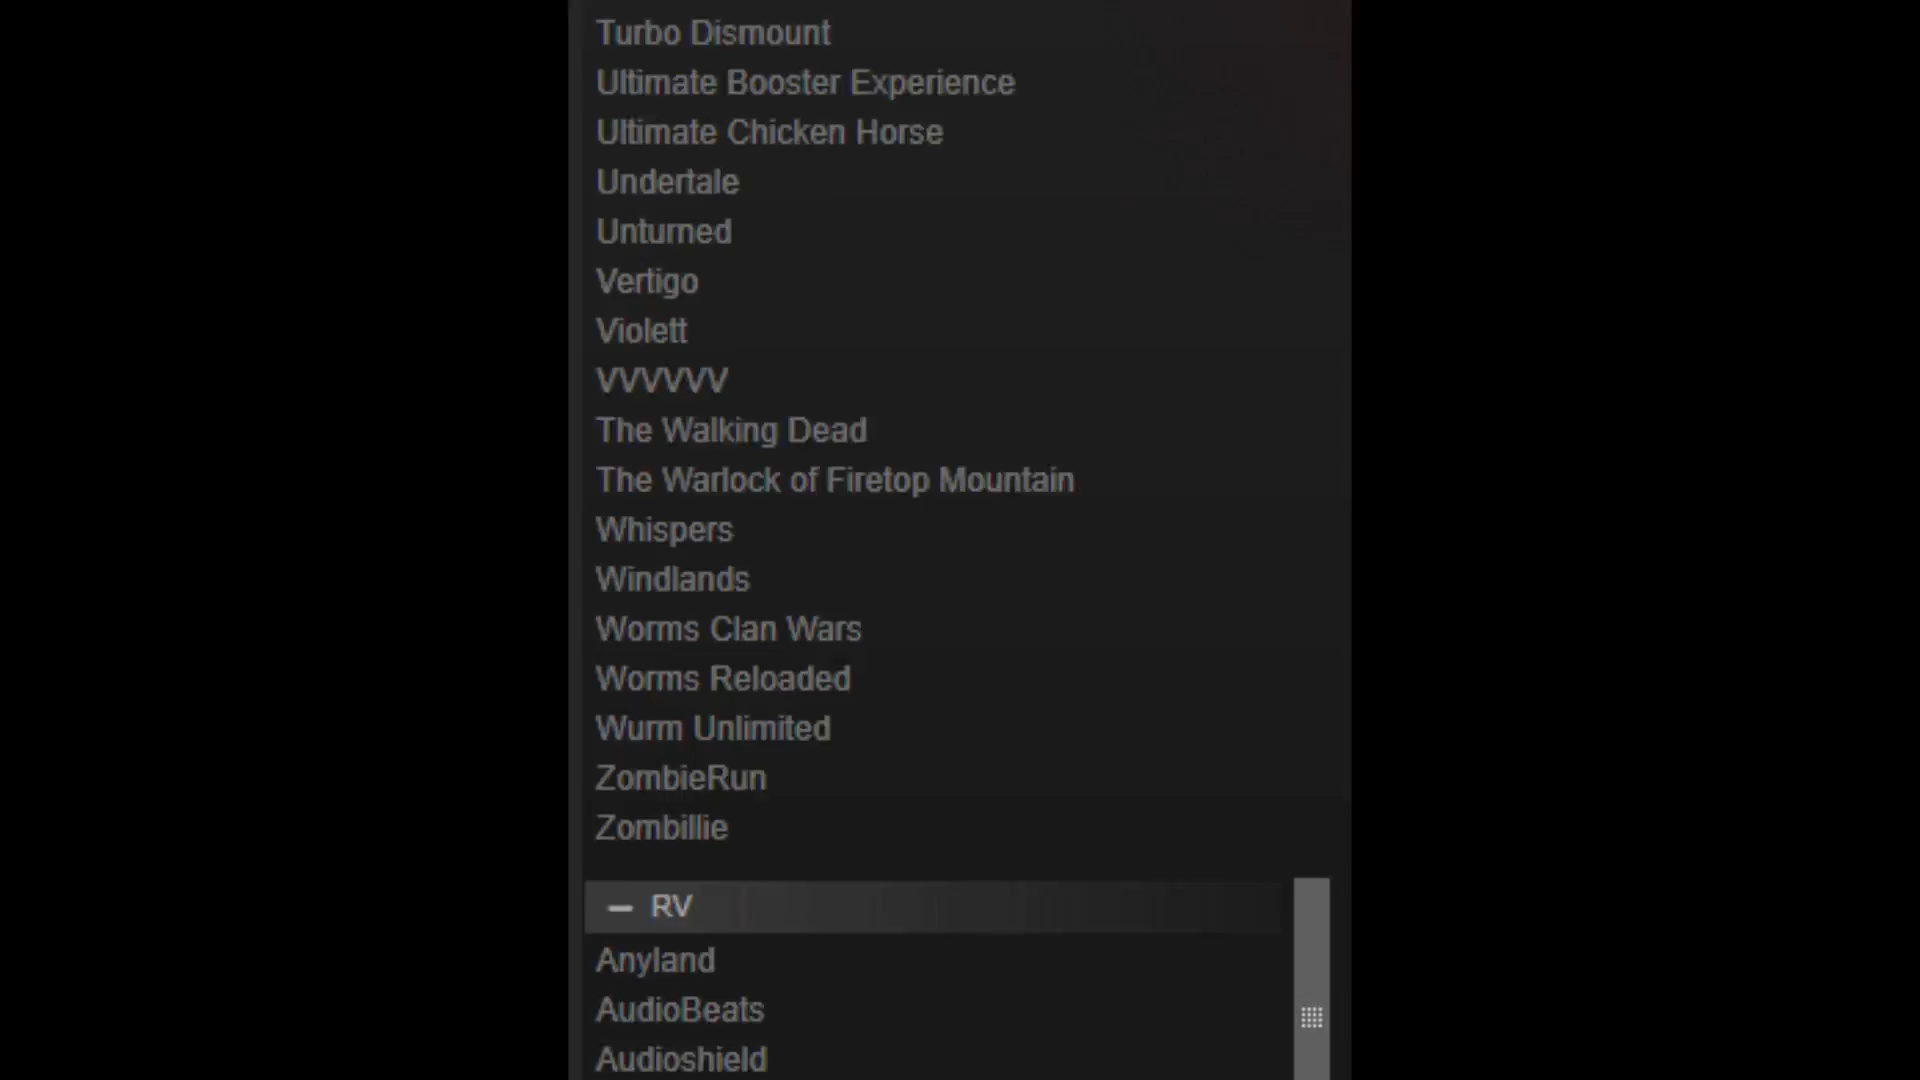 Turbo Dismount
Ultimate Booster Experience
Ultimate Chicken Horse
Undertale
Unturned
Vertigo
Violett
VVVVVV
The Walking Dead
The Warlock of Firetop Mountain
Whispers
Windlands
Worms Clan Wars
Worms Reloaded
Wurm Unlimited
ZombieRun
Zombillie
— RV
Anyland
AudioBeats
Audioshield